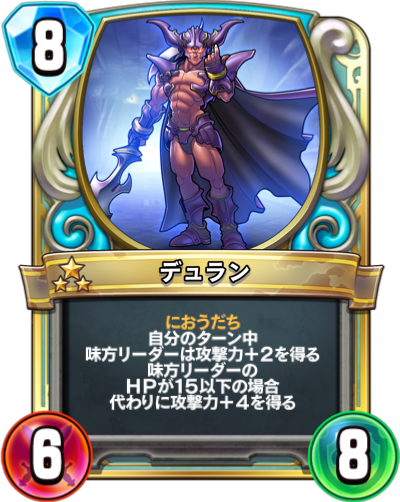 8
デュラン
におうだち
自分のターン中
味方リーダーは攻撃力＋２を得る
味方リーダーの
ＨＰが15以下の場合
代わりに攻撃力＋４を得る
6
8